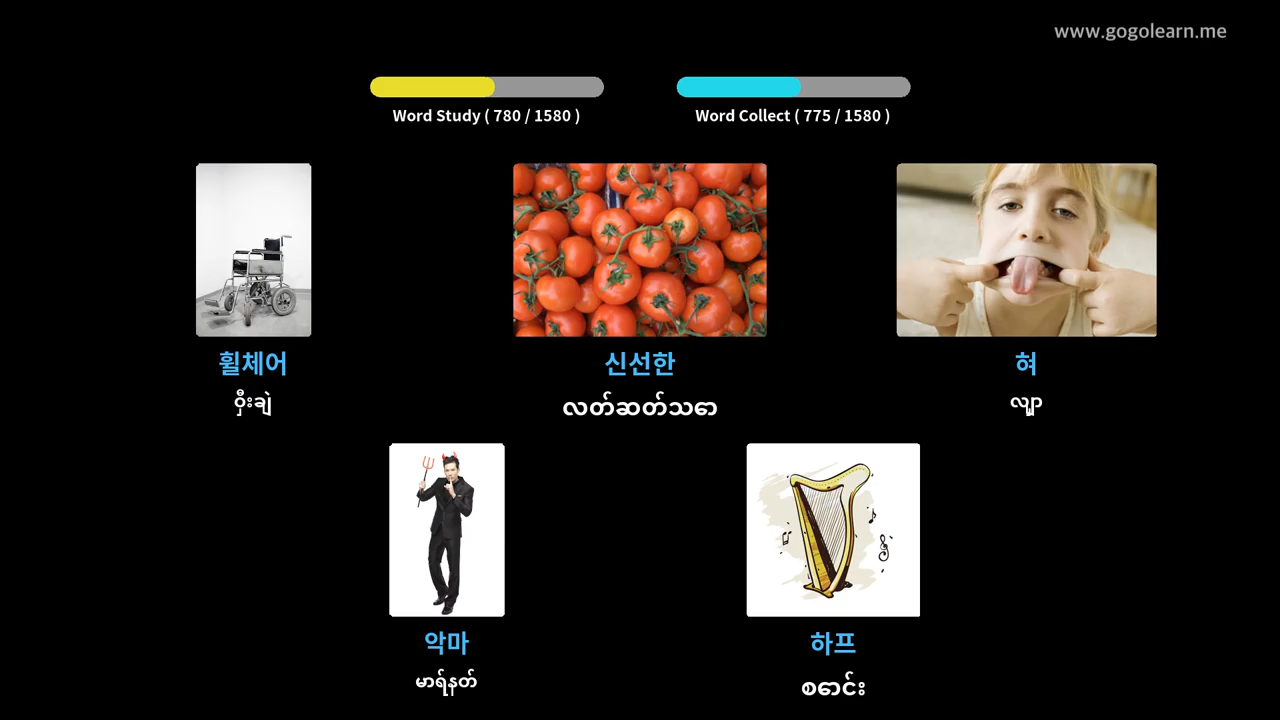 www.gogolearn.me
Word Study ( 780 / 1580 )
Word Collect ( 775 / 1580 )
휠체어
ဝှီးချဲ
신선한
လတ်ဆတ်သော
혀
လျှာ
악마
မာရ်နတ်
하프
စောင်း